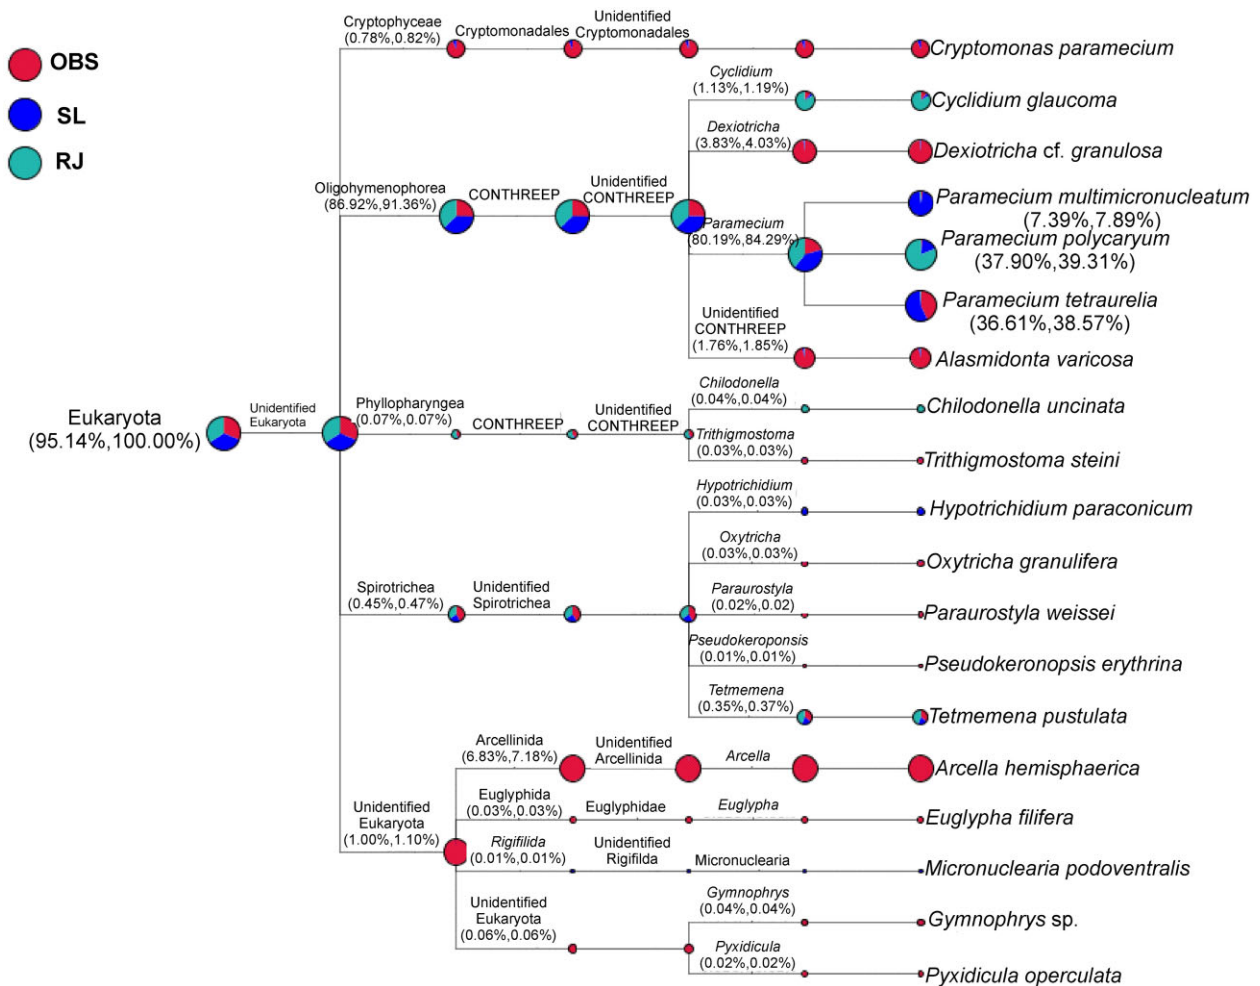 OBS
SL
RJ
Cryptophyceae
(0.78%, 0.82%)
Cryptomonadales
Unidentified
Cryptomonadales
Cryptomonas paramecium
Cyclidium
(1.13%,1.19%)
Cyclidium glaucoma
Dexiotricha
(3.83%,4.03%)
Dexiotricha cf. granulosa
Oligohymenophorea
(86.92%,91.36%)
CONTHREEP
Unidentified
CONTHREEP
Paramecium
(80.19%,84.29%)
Paramecium multimicronucleatum
(7.39%,7.89%)
Paramecium polycaryum
(37.90%,39.31%)
Paramecium tetraurelia
(36.61%,38.57%)
Unidentified
CONTHREEP
(1.76%,1.85%)
Alasmidonta varicosa
Eukaryota
(95.14%,100.00%)
Unidentified
Eukaryota
Phyllopharyngea
(0.07%,0.07%)
CONTHREEP
Unidentified
CONTHREEP
Chilodonella
(0.04%,0.04%)
Chilodonella uncinata
Trithigmostoma
(0.03%,0.03%)
Trithigmostoma steini
Hypotrichidium
(0.03%,0.03%)
Hypotrichidium paraconicum
Oxytricha
(0.03%,0.03%)
Oxytricha granulifera
Spirotrichea
(0.45%,0.47%)
Unidentified
Spirotrichea
Paraurostyla
(0.02%,0.02)
Paraurostyla weissei
Pseudokeroponsis
(0.01%,0.01%)
Pseudokeronopsis erythrina
Tetmemena
(0.35%,0.37%)
Tetmemena pustulata
Unidentified
Eukaryota
(1.00%,1.10%)
Arcellinida
(6.83%,7.18%)
Unidentified
Arcellinida
Arcella
Arcella hemisphaerica
Euglyphida
(0.03%,0.03%)
Euglyphidae
Euglypha
Euglypha filifera
Rigifilida
(0.01%,0.01%)
Unidentified
Rigifilda
Micronuclearia
Micronuclearia podoventralis
Unidentified
Eukaryota
(0.06%,0.06%)
Gymnophrys
(0.04%,0.04%)
Gymnophrys sp.
Pyxidicula
(0.02%,0.02%)
Pyxidicula operculata